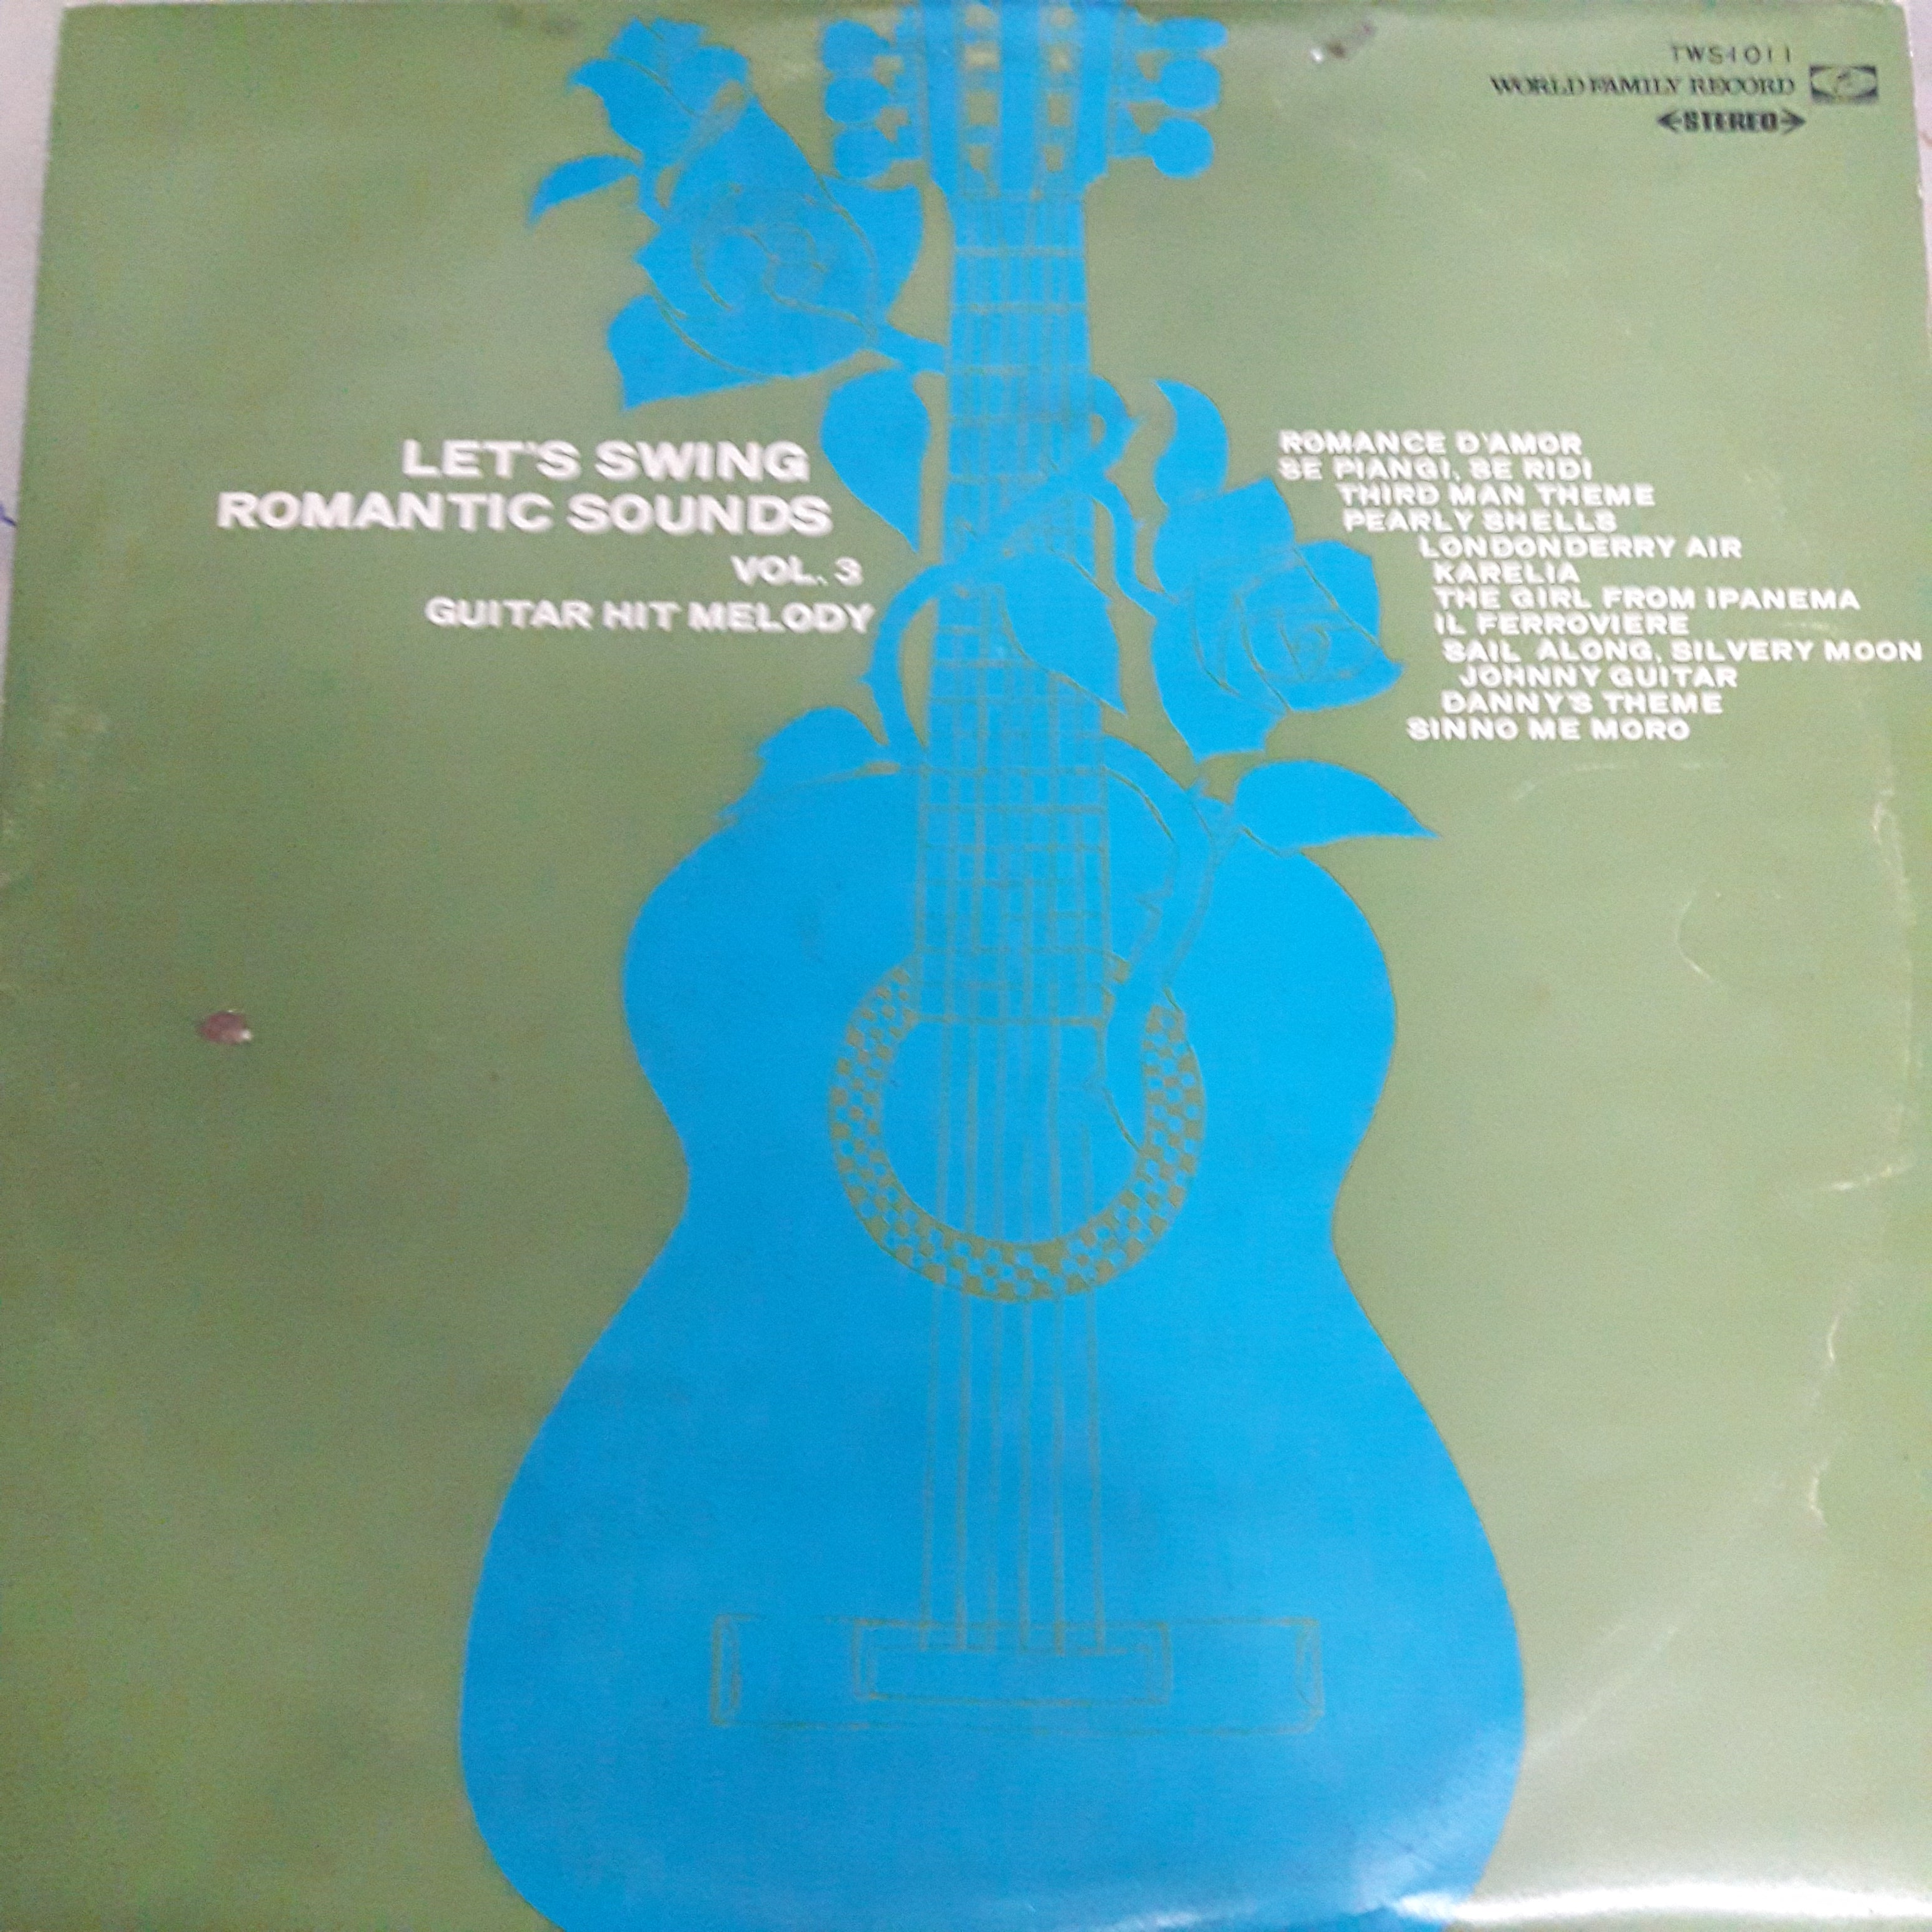 TWS-1011
WORLD FAMILY RECORD
STEREO
LET'S SWING
ROMANTIC SOUNDS
VOL. 3
GUITAR HIT MELODY
ROMANCE D'AMOR
SE PIANGI, SE RIDI
THIRD MAN THEME
PEARLY SHELLS
LONDONDERRY AIR
KARELIA
THE GIRL FROM IPANEMA
IL FERROVIERE
SAIL ALONG, SILVERY MOON
JOHNNY GUITAR
DANNY'S THEME
SINNO ME MORO